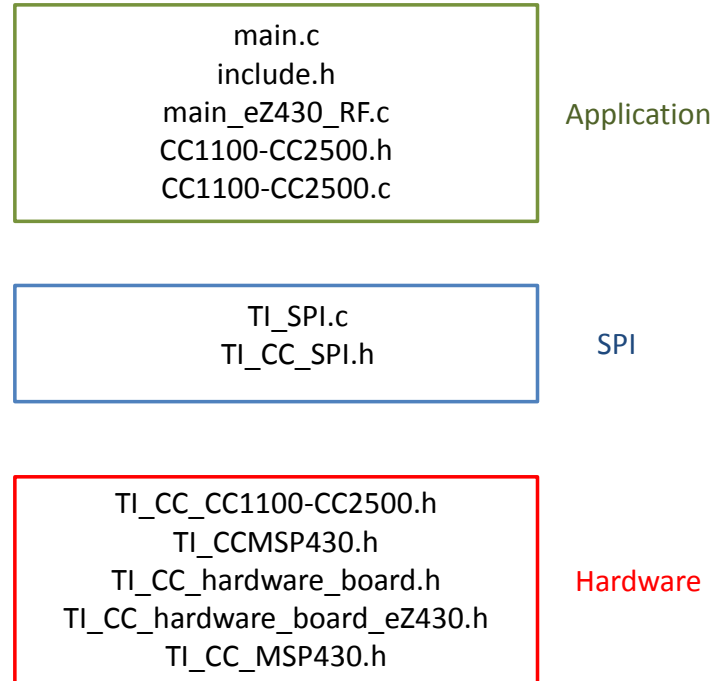 main.c
include.h
main_eZ430_RF.c
CC1100-CC2500.h
CC1100-CC2500.c
Application
TI_SPI.c
TI_CC_SPI.h
SPI
TI_CC_CC1100-CC2500.h
TI_CCMSP430.h
TI_CC_hardware_board.h
TI_CC_hardware_board_eZ430.h
TI_CC_MSP430.h
Hardware